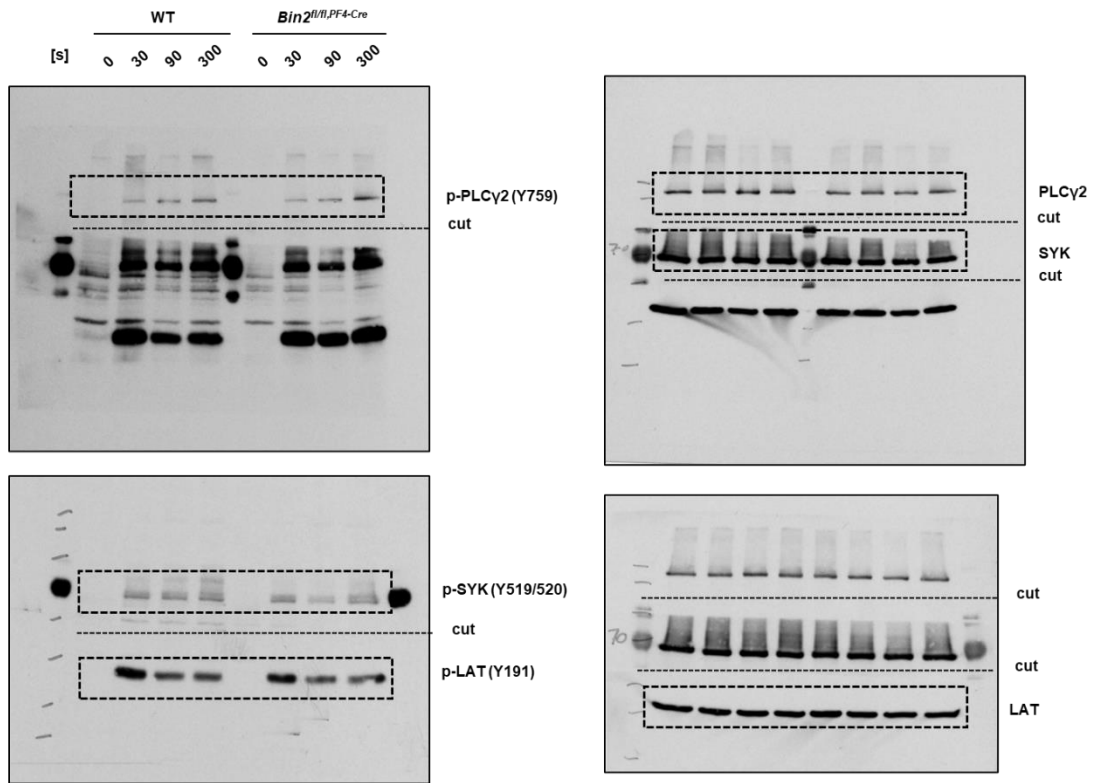 WT Bin2fl/fl,PF4-Cre
[s] 0 30 90 300 0 30 90 300
p-PLCγ2 (Y759)
cut
PLCγ2
cut
70
SYK
cut
p-SYK (Y519/520)
cut
p-LAT (Y191)
cut
70
cut
LAT